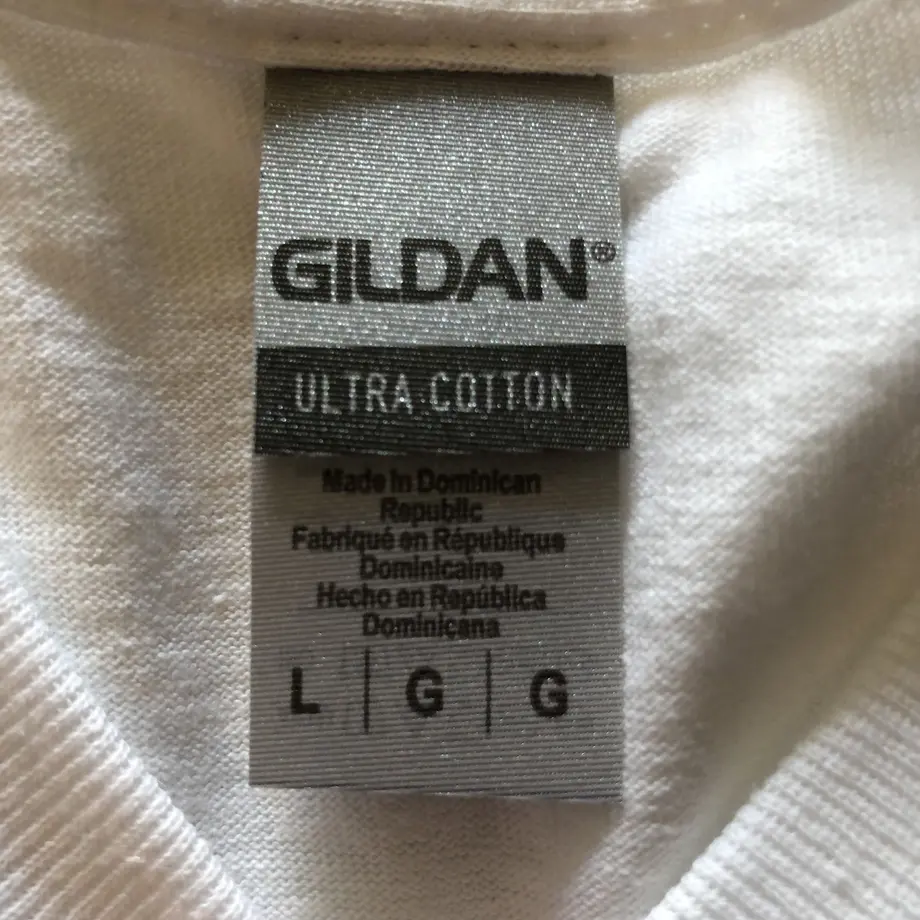 GILDAN®
ULTRA COTTON
Made in Dominican
Republic
Fabriqué en République
Dominicaine
Hecho en República
Dominicana
L | G | G